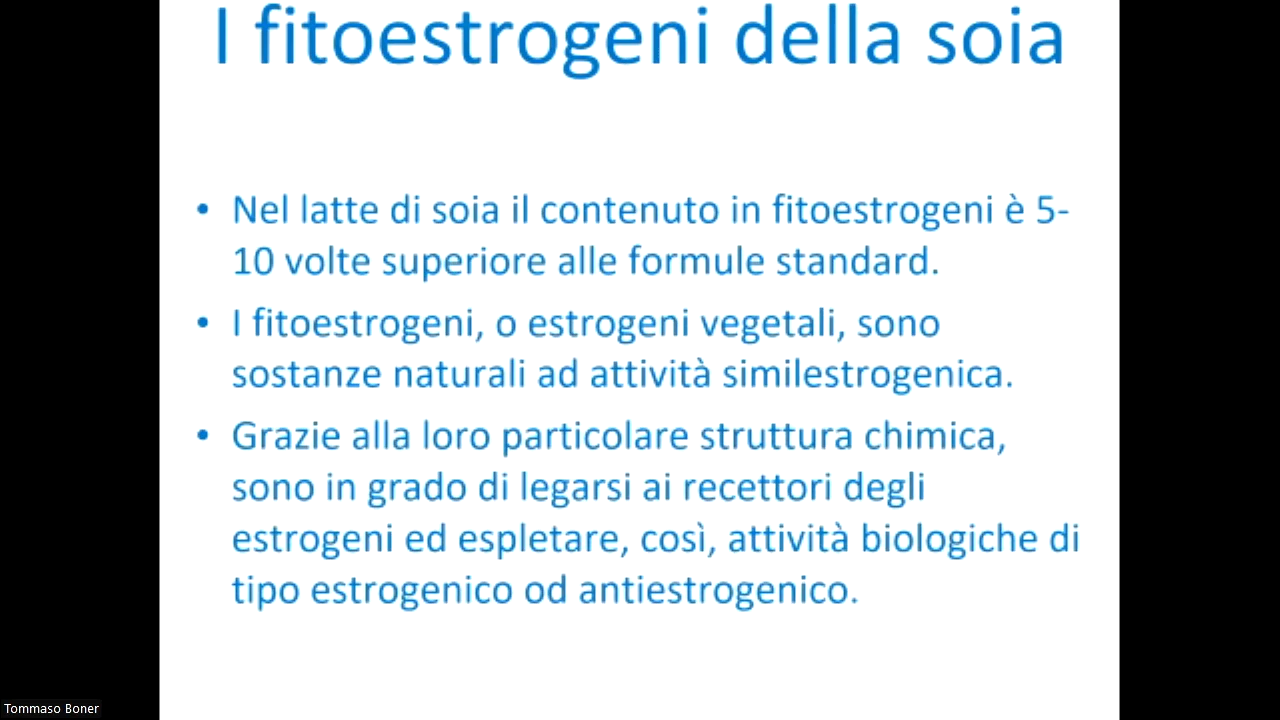 I fitoestrogeni della soia
• Nel latte di soia il contenuto in fitoestrogeni è 5-
10 volte superiore alle formule standard.
• I fitoestrogeni, o estrogeni vegetali, sono
sostanze naturali ad attività similestrogenica.
• Grazie alla loro particolare struttura chimica,
sono in grado di legarsi ai recettori degli
estrogeni ed espletare, così, attività biologiche di
tipo estrogenico od antiestrogenico.
Tommaso Boner